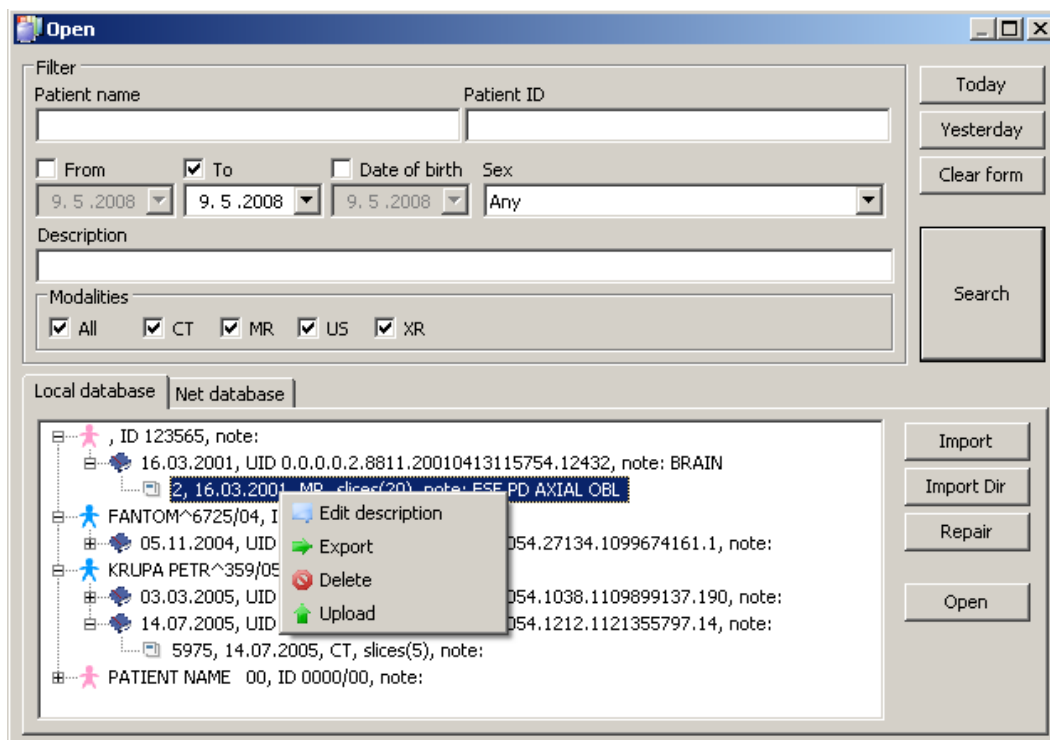 Open
Filter
Patient name Patient ID
Today
Yesterday
From To Date of birth Sex
Clear form
9. 5 .2008 9. 5 .2008 9. 5 .2008 Any
Description
Search
Modalities
All CT MR US XR
Local database Net database
, ID 123565, note:
Import
16.03.2001, UID 0.0.0.0.2.8811.20010413115754.12432, note: BRAIN
2, 16.03.2001, MR, slices(20), note: FSE PD AXIAL OBL
Import Dir
Edit description
FANTOM^6725/04, I
Repair
Export
05.11.2004, UID 054.27134.1099674161.1, note:
KRUPA PETR^359/05
Delete
03.03.2005, UID 054.1038.1109899137.190, note:
Open
Upload
14.07.2005, UID 054.1212.1121355797.14, note:
5975, 14.07.2005, CT, slices(5), note:
PATIENT NAME 00, ID 0000/00, note: